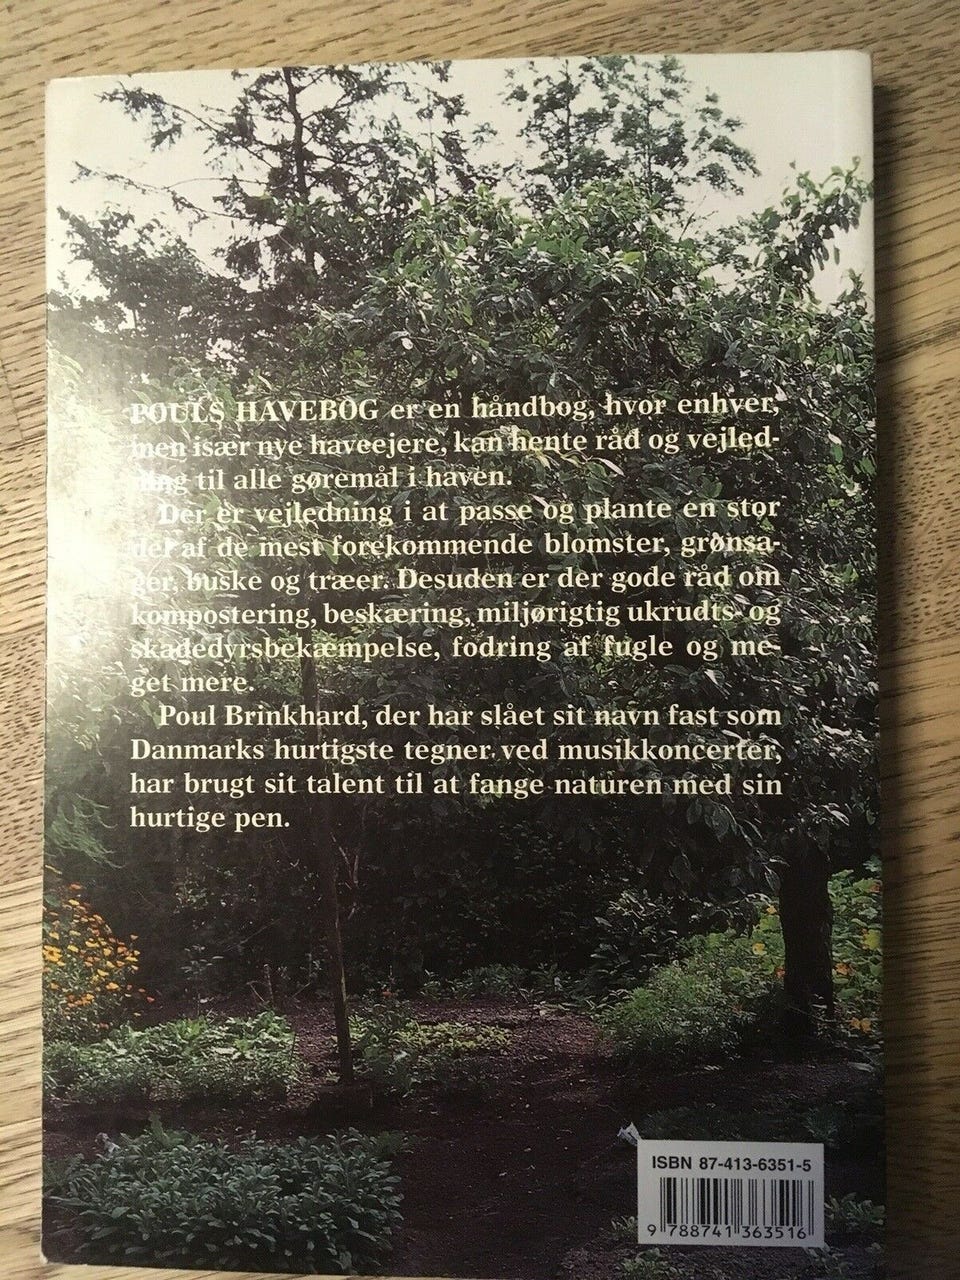 POULS HAVEBOG er en håndbog, hvor enhver,
men især nye haveejere, kan hente råd og vejled-
ning til alle gøremål i haven.
Der er vejledning i at passe og plante en stor
del af de mest forekommende blomster, grønsa-
ger, buske og træer. Desuden er der gode råd om
kompostering, beskæring, miljørigtig ukrudts- og
skadedyrsbekæmpelse, fodring af fugle og me-
get mere.
Poul Brinkhard, der har slået sit navn fast som
Danmarks hurtigste tegner ved musikkoncerter,
har brugt sit talent til at fange naturen med sin
hurtige pen.
ISBN 87-413-6351-5
9 788741 363516